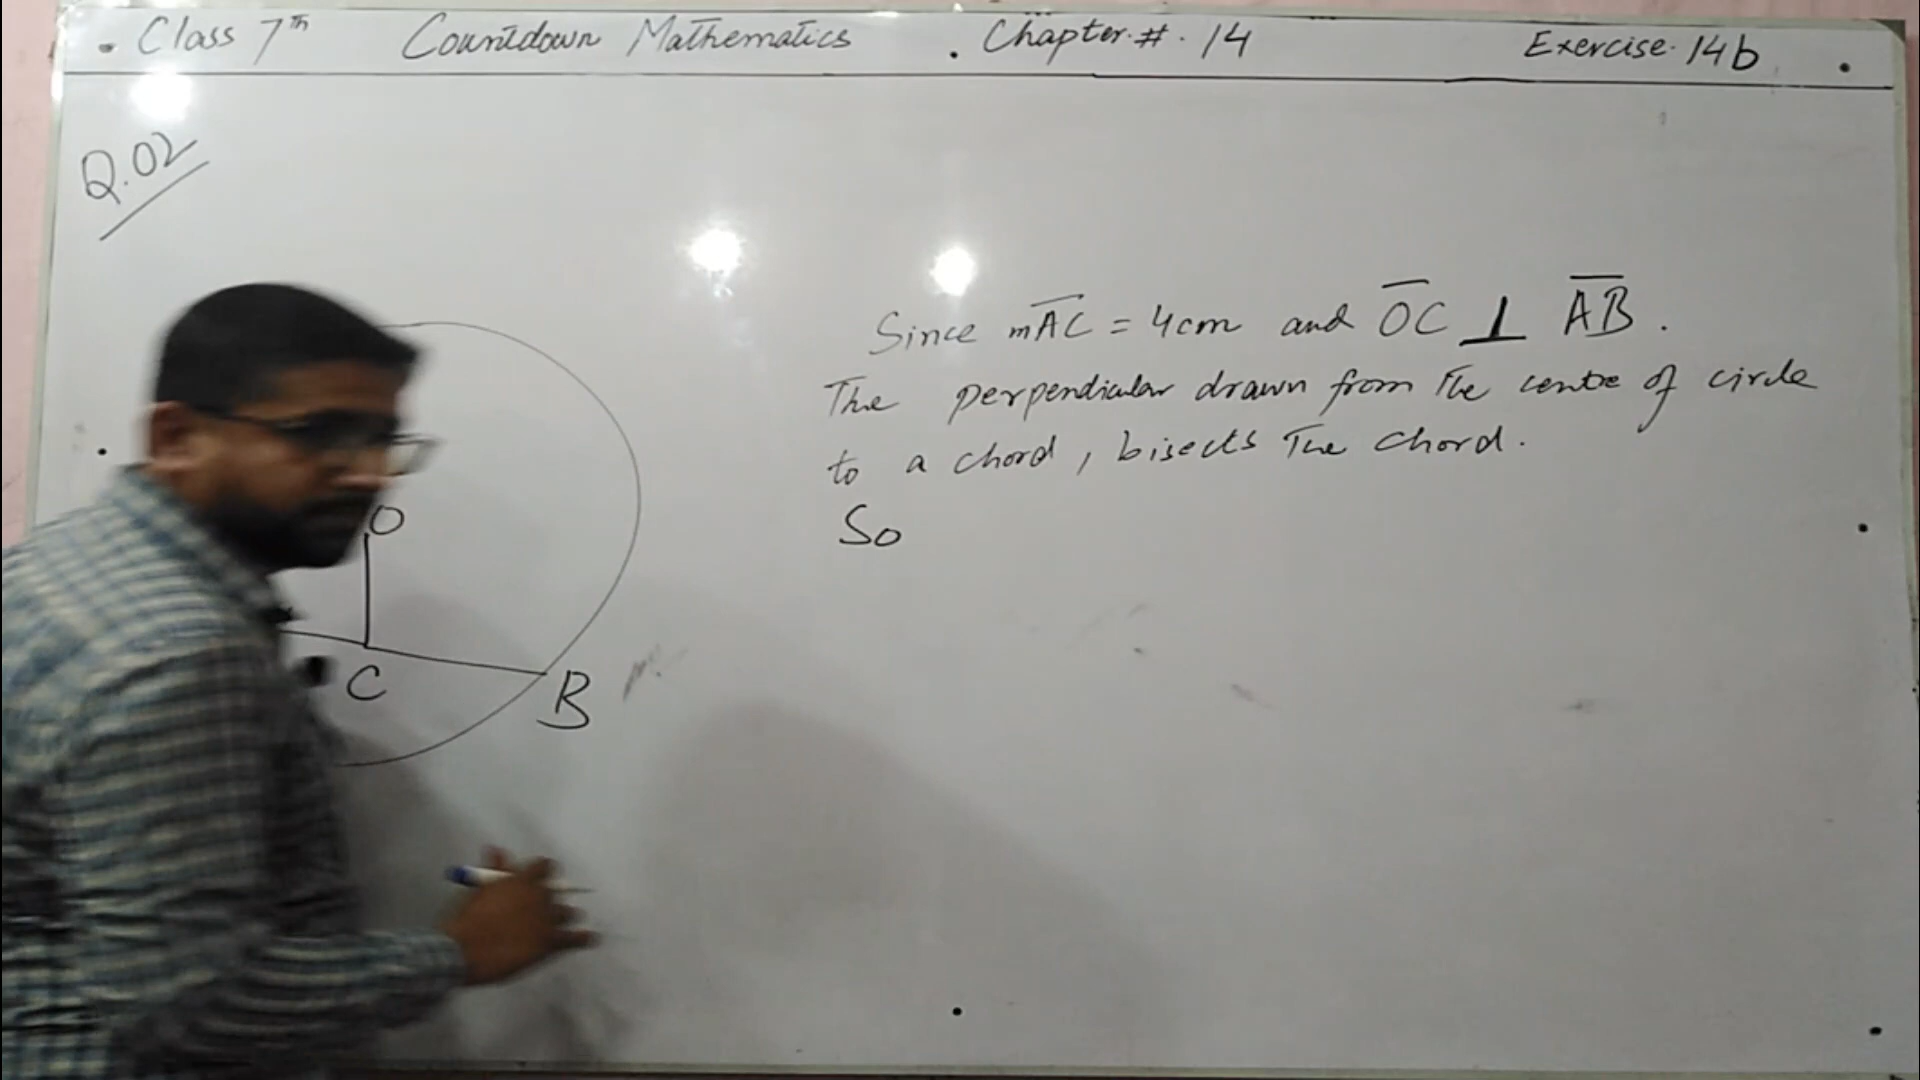 . Class 7th Countdown Mathematics . Chapter.#.14 Exercise.14b .
Q.02
Since mAC = 4cm and OC ⊥ AB .
The perpendicular drawn from the centre of circle
to a chord, bisects the chord.
So
O
C
B